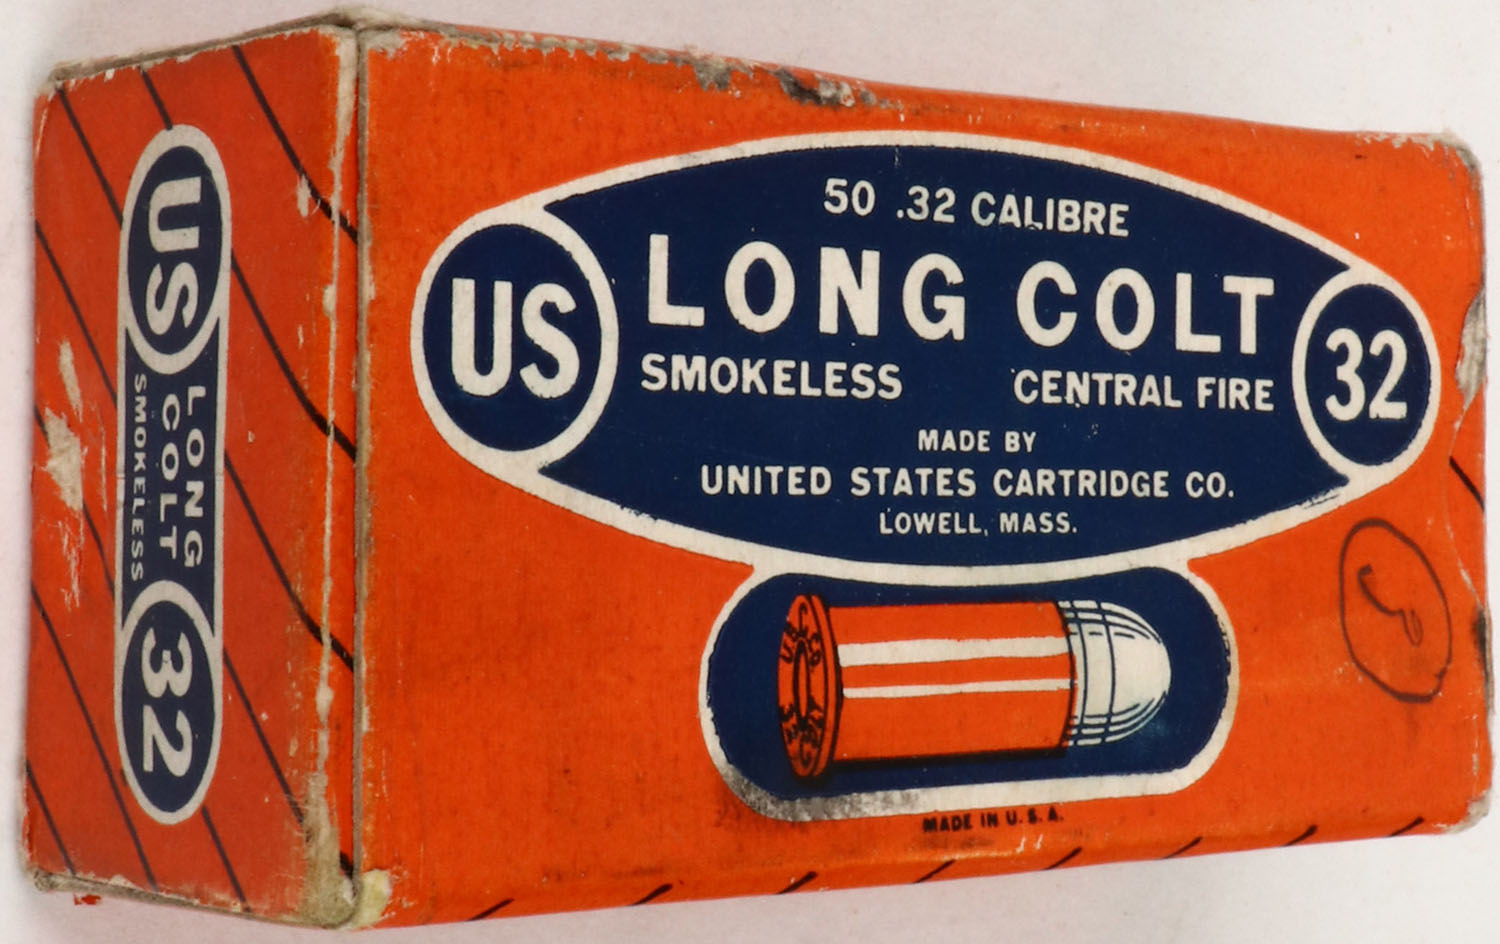 US
LONG
COLT
SMOKELESS
32
50 .32 CALIBRE
LONG COLT
US
32
SMOKELESS CENTRAL FIRE
MADE BY
UNITED STATES CARTRIDGE CO.
LOWELL, MASS.
MADE IN U.S.A.